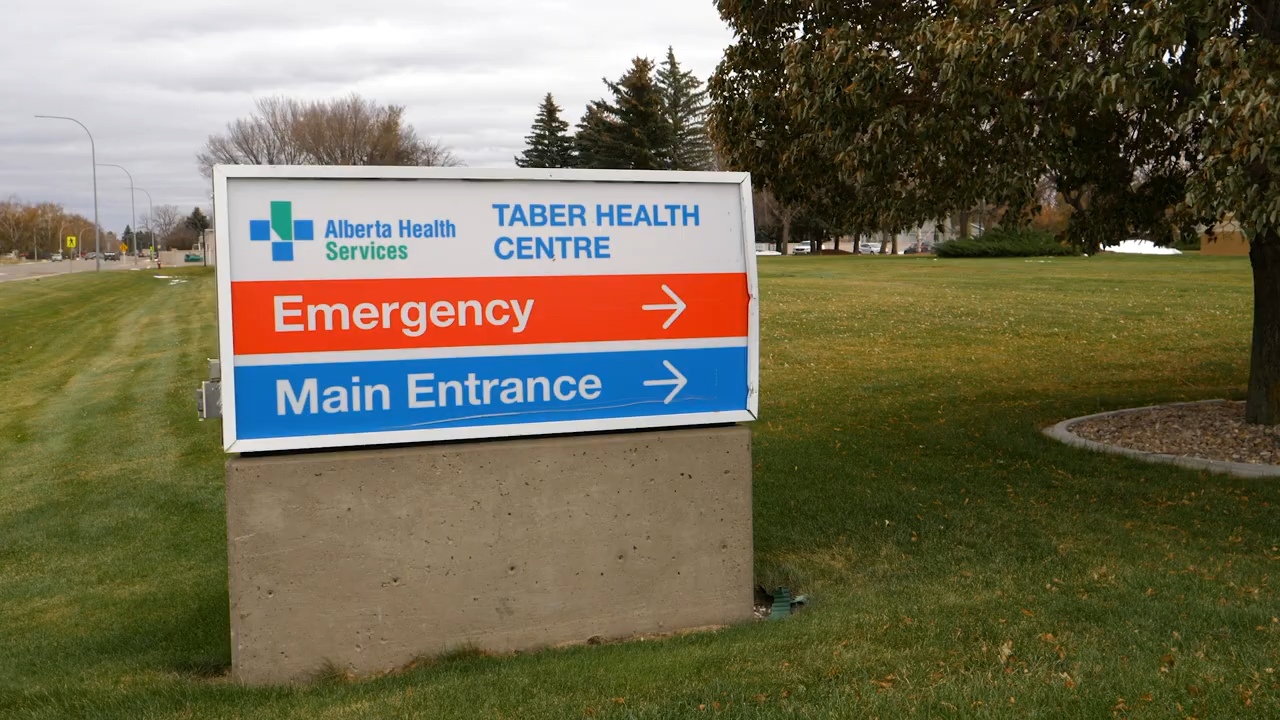 Alberta Health
Services
TABER HEALTH
CENTRE
Emergency →
Main Entrance →